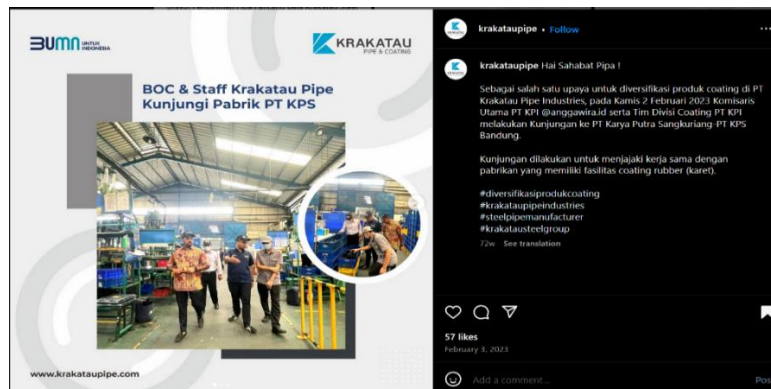 BUMN UNTUK INDONESIA
KRAKATAU
PIPE & COATING
BOC & Staff Krakatau Pipe
Kunjungi Pabrik PT KPS
www.krakataupipe.com
krakataupipe • Follow
krakataupipe Hai Sahabat Pipa !
Sebagai salah satu upaya untuk diversifikasi produk coating di PT
Krakatau Pipe Industries, pada Kamis 2 Februari 2023 Komisaris
Utama PT KPI @anggawira.id serta Tim Divisi Coating PT KPI
melakukan Kunjungan ke PT Karya Putra Sangkuriang-PT KPS
Bandung.
Kunjungan dilakukan untuk menjajaki kerja sama dengan
pabrikan yang memiliki fasilitas coating rubber (karet).
#diversifikasiprodukcoating
#krakataupipeindustries
#steelpipemanufacturer
#krakatausteelgroup
72w See translation
57 likes
February 3, 2023
Add a comment...